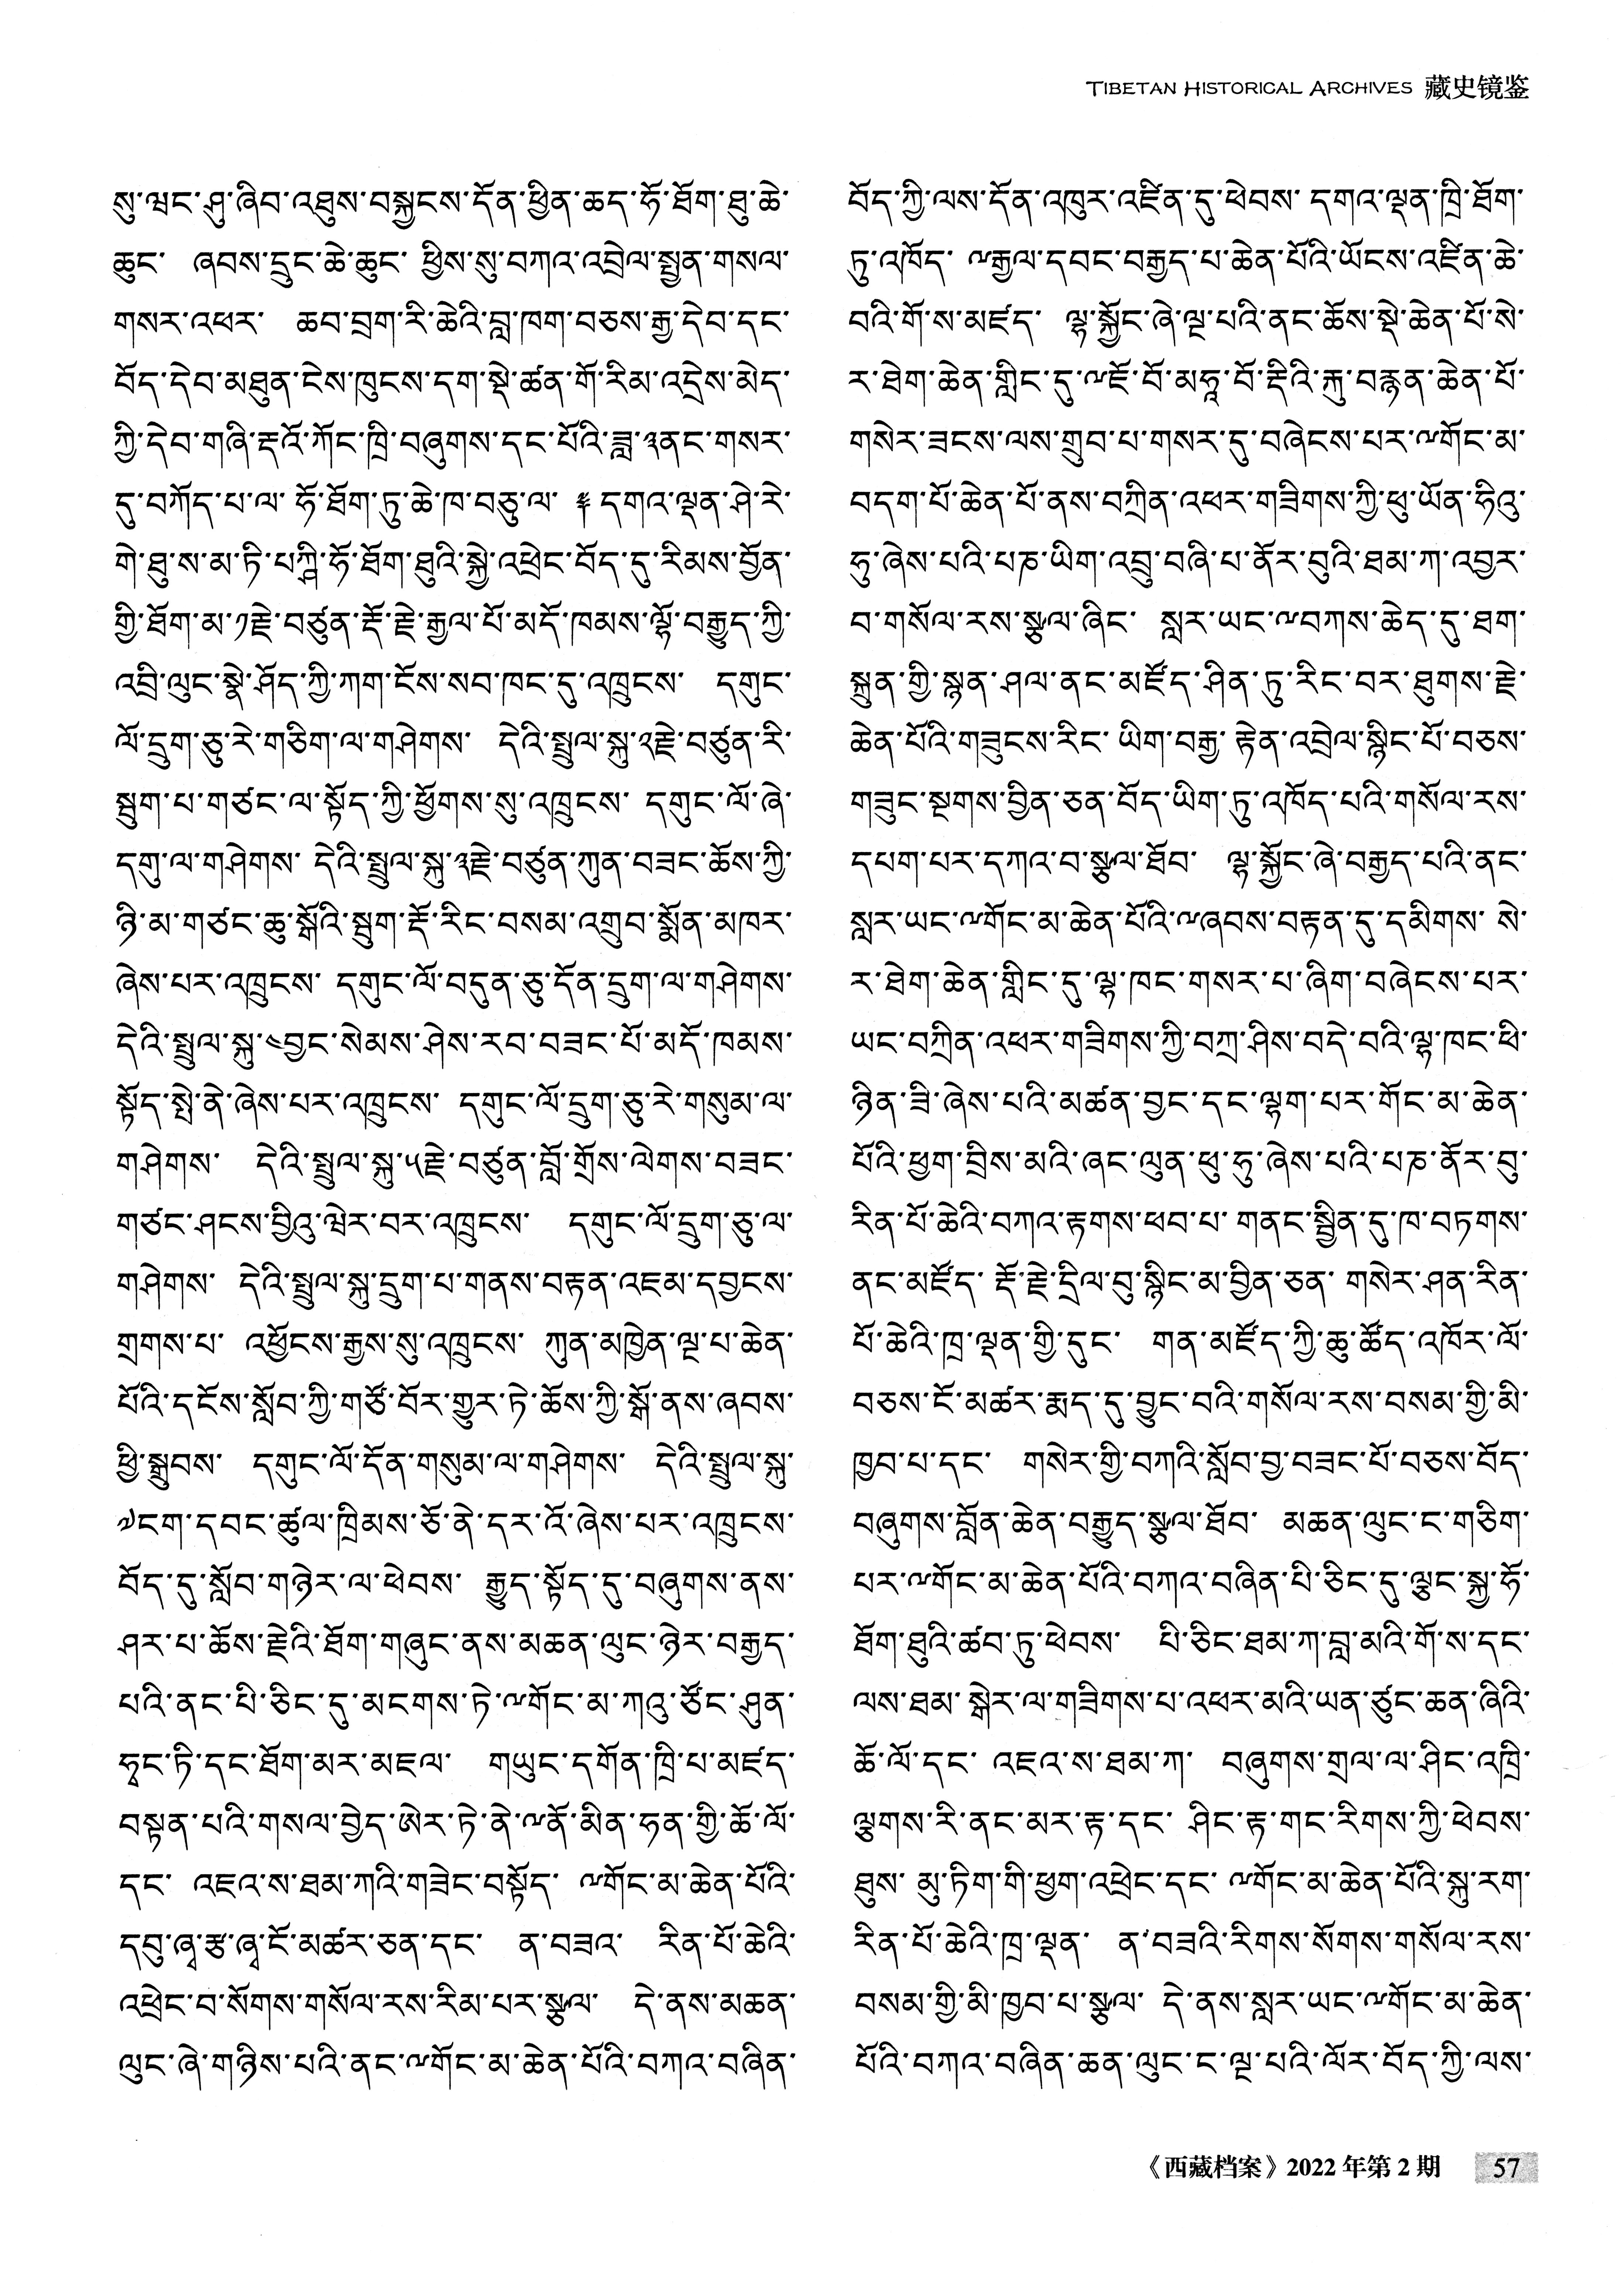 TIBETAN HISTORICAL ARCHIVES 藏史镜鉴
སུ་ལྕང་ཤུ་ཞིབ་འཐུས་བསྐྱངས་དོན་ཕྱིན་ཆད་ཧོ་ཐོག་ཐུ་ཆེ་
ཆུང་ ཞབས་དྲུང་ཆེ་ཆུང་ ཕྱིས་སུ་བཀའ་འབྲེལ་སྤྱན་གསལ་
གསར་འཕར་ ཆབ་བྲག་རི་ཆེའི་བླ་ཁག་བཅས་རྒྱ་དེབ་དང་
བོད་དེབ་མཐུན་ངེས་ཁུངས་དག་སྡེ་ཚན་གོ་རིམ་འདྲེས་མེད་
ཀྱི་དེབ་གཞི་རྡའོ་ཀོང་ཁྲི་བཞུགས་དང་པོའི་ཟླ་༣ནང་གསར་
དུ་བཀོད་པ་ལ་ ཧོ་ཐོག་ཏུ་ཆེ་ཁ་བཅུ་ལ་ དགའ་ལྡན་ཤེ་རེ་
གེ་ཐུ་ས་མ་ཏི་པཀྵི་ཧོ་ཐོག་ཐུའི་སྐྱེ་འཕྲེང་བོད་དུ་རིམས་བྱོན་
གྱི་ཐོག་མ་༡རྗེ་བཙུན་རྡོ་རྗེ་རྒྱལ་པོ་མདོ་ཁམས་ལྷོ་བརྒྱུད་ཀྱི་
འབྲི་ལུང་སྣེ་ཤོད་ཀྱི་ཀག་ངོས་སབ་ཁང་དུ་འཁྲུངས་ དགུང་
ལོ་དྲུག་ཅུ་རེ་གཅིག་ལ་གཤེགས་ དེའི་སྤྲུལ་སྐུ་༢རྗེ་བཙུན་རི་
སྦུག་པ་གཙང་ལ་སྟོད་ཀྱི་ཕྱོགས་སུ་འཁྲུངས་ དགུང་ལོ་ཞེ་
དགུ་ལ་གཤེགས་ དེའི་སྤྲུལ་སྐུ་༣རྗེ་བཙུན་ཀུན་བཟང་ཆོས་ཀྱི་
ཉི་མ་གཙང་ཆུ་སྒོའི་སྦུག་རྡོ་རིང་བསམ་འགྲུབ་སྨོན་མཁར་
ཞེས་པར་འཁྲུངས་ དགུང་ལོ་བདུན་ཅུ་དོན་དྲུག་ལ་གཤེགས་
དེའི་སྤྲུལ་སྐུ་༤བྱང་སེམས་ཤེས་རབ་བཟང་པོ་མདོ་ཁམས་
སྟོད་སྤེ་ནེ་ཞེས་པར་འཁྲུངས་ དགུང་ལོ་དྲུག་ཅུ་རེ་གསུམ་ལ་
གཤེགས་ དེའི་སྤྲུལ་སྐུ་༥རྗེ་བཙུན་བློ་གྲོས་ལེགས་བཟང་
གཙང་ཤངས་བྱིའུ་ཕེར་བར་འཁྲུངས་ དགུང་ལོ་དྲུག་ཅུ་ལ་
གཤེགས་ དེའི་སྤྲུལ་སྐུ་དྲུག་པ་གནས་བརྟན་འཇམ་དབྱངས་
གྲགས་པ་ འཕྱོངས་རྒྱས་སུ་འཁྲུངས་ ཀུན་མཁྱེན་ལྔ་པ་ཆེན་
པོའི་དངོས་སློབ་ཀྱི་གཙོ་བོར་གྱུར་ཏེ་ཆོས་ཀྱི་སྒོ་ནས་ཞབས་
ཕྱི་སྒྲུབས་ དགུང་ལོ་དོན་གསུམ་ལ་གཤེགས་ དེའི་སྤྲུལ་སྐུ་
༧ངག་དབང་ཚུལ་ཁྲིམས་ཅོ་ནེ་དར་འོ་ཞེས་པར་འཁྲུངས་
བོད་དུ་སློབ་གཉེར་ལ་ཕེབས་ རྒྱུད་སྟོད་དུ་བཞུགས་ནས་
ཤར་པ་ཆོས་རྗེའི་ཐོག་གཞུང་ནས་མཆན་ལུང་ཉེར་བརྒྱད་
པའི་ནང་པི་ཅིང་དུ་མངགས་ཏེ་༸གོང་མ་ཀའུ་ཙོང་ཤུན་
ཧྭང་ཏི་དང་ཐོག་མར་མཇལ་ གཡུང་དགོན་ཁྲི་པ་མཛད་
བསྟན་པའི་གསལ་བྱེད་ཨེར་ཏེ་ནེ་༸ནོ་མིན་ཧན་གྱི་ཆོ་ལོ་
དང་ འཇའ་ས་ཐམ་ཀའི་གཟེང་བསྟོད་ ༸གོང་མ་ཆེན་པོའི་
དབུ་ཞྭ་རྩ་ཞྭ་ངོ་མཚར་ཅན་དང་ ན་བཟའ་ རིན་པོ་ཆེའི་
འཕྲེང་བ་སོགས་གསོལ་རས་རིམ་པར་སྩལ་ དེ་ནས་མཆན་
ལུང་ཞེ་གཉིས་པའི་ནང་༸གོང་མ་ཆེན་པོའི་བཀའ་བཞིན་
བོད་ཀྱི་ལས་དོན་འཁུར་འཛིན་དུ་ཕེབས་ དགའ་ལྡན་ཁྲི་ཐོག་
ཏུ་འཁོད་ ༸རྒྱལ་དབང་བརྒྱད་པ་ཆེན་པོའི་ཡོངས་འཛིན་ཆེ་
བའི་གོ་ས་མཛད་ ལྷ་སྐྱོང་ཞེ་ལྔ་པའི་ནང་ཆོས་སྡེ་ཆེན་པོ་སེ་
ར་ཐེག་ཆེན་གླིང་དུ་༸ཇོ་བོ་མཧཱ་བོ་དྷིའི་རྐུ་བརྙན་ཆེན་པོ་
གསེར་ཟངས་ལས་གྲུབ་པ་གསར་དུ་བཞེངས་པར་༸གོང་མ་
བདག་པོ་ཆེན་པོ་ནས་བཀྲིན་འཕར་གཟིགས་ཀྱི་ཕུ་ཡོན་ཧིའུ་
ཧུ་ཞེས་པའི་པཎ་ཡིག་འབྲུ་བཞི་པ་ནོར་བུའི་ཐམ་ཀ་འབྱར་
བ་གསོལ་རས་སྩལ་ཞིང་ སླར་ཡང་༸བཀས་ཆེད་དུ་ཐག་
སྐྲུན་གྱི་སྙན་ཤལ་ནང་མཛོད་ཤིན་ཏུ་རིང་བར་ཐུགས་རྗེ་
ཆེན་པོའི་གཟུངས་རིང་ ཡིག་བརྒྱ་ རྟེན་འབྲེལ་སྙིང་པོ་བཅས་
གཟུང་སྔགས་བྱིན་ཅན་བོད་ཡིག་ཏུ་འཁོད་པའི་གསོལ་རས་
དཔག་པར་དཀའ་བ་སྩལ་ཐོབ་ ལྷ་སྐྱོང་ཞེ་བརྒྱད་པའི་ནང་
སླར་ཡང་༸གོང་མ་ཆེན་པོའི་༸ཞབས་བརྟན་དུ་དམིགས་ སེ་
ར་ཐེག་ཆེན་གླིང་དུ་ལྷ་ཁང་གསར་པ་ཞིག་བཞེངས་པར་
ཡང་བཀྲིན་འཕར་གཟིགས་ཀྱི་བཀྲ་ཤིས་བདེ་བའི་ལྷ་ཁང་ཕི་
ཉིན་ཟི་ཞེས་པའི་མཚན་བྱང་དང་ལྷག་པར་གོང་མ་ཆེན་
པོའི་ཕྱག་བྲིས་མའི་ཞང་ལུན་ཕུ་ཧུ་ཞེས་པའི་པཎ་ནོར་བུ་
རིན་པོ་ཆེའི་བཀའ་རྟགས་ཕབ་པ་ གནང་སྦྱིན་དུ་ཁ་བཏགས་
ནང་མཛོད་ རྡོ་རྗེ་དྲིལ་བུ་སྙིང་མ་བྱིན་ཅན་ གསེར་ཤན་རིན་
པོ་ཆེའི་ཁྲ་ལྡན་གྱི་དུང་ གན་མཛོད་ཀྱི་ཆུ་ཚོད་འཁོར་ལོ་
བཅས་ངོ་མཚར་རྨད་དུ་བྱུང་བའི་གསོལ་རས་བསམ་གྱི་མི་
ཁྱབ་པ་དང་ གསེར་གྱི་བཀའི་སློབ་བྱ་བཟང་པོ་བཅས་བོད་
བཞུགས་བློན་ཆེན་བརྒྱུད་སྩལ་ཐོབ་ མཆན་ལུང་ང་གཅིག་
པར་༸གོང་མ་ཆེན་པོའི་བཀའ་བཞིན་པི་ཅིང་དུ་ལྕང་སྐྱ་ཧོ་
ཐོག་ཐུའི་ཚབ་ཏུ་ཕེབས་ པི་ཅིང་ཐམ་ཀ་བླ་མའི་གོ་ས་དང་
ལས་ཐམ་ སྒེར་ལ་གཟིགས་པ་འཕར་མའི་ཡན་ཙུང་ཆན་ཞིའི་
ཆོ་ལོ་དང་ འཇའ་ས་ཐམ་ཀ་ བཞུགས་གྲལ་ལ་ཤིང་འཁྲི་
ལྕགས་རི་ནང་མར་རྟ་དང་ ཤིང་རྟ་གང་རིགས་ཀྱི་ཕེབས་
ཐུས་ མུ་ཏིག་གི་ཕྱག་འཕྲེང་དང་ ༸གོང་མ་ཆེན་པོའི་སྐུ་རག་
རིན་པོ་ཆེའི་ཁྲ་ལྡན་ ན་བཟའི་རིགས་སོགས་གསོལ་རས་
བསམ་གྱི་མི་ཁྱབ་པ་སྩལ་ དེ་ནས་སླར་ཡང་༸གོང་མ་ཆེན་
པོའི་བཀའ་བཞིན་ཆན་ལུང་ང་ལྔ་པའི་ལོར་བོད་ཀྱི་ལས་
《西藏档案》2022 年第 2 期 57